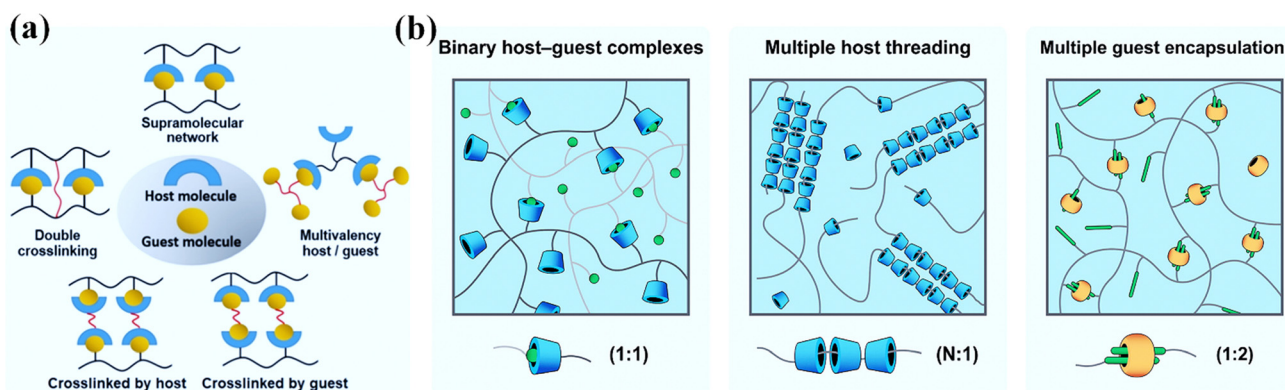 (a)
Supramolecular
network
Host molecule
Guest molecule
Double
crosslinking
Multivalency
host / guest
Crosslinked by host
Crosslinked by guest
(b)
Binary host–guest complexes
Multiple host threading
Multiple guest encapsulation
(1:1)
(N:1)
(1:2)